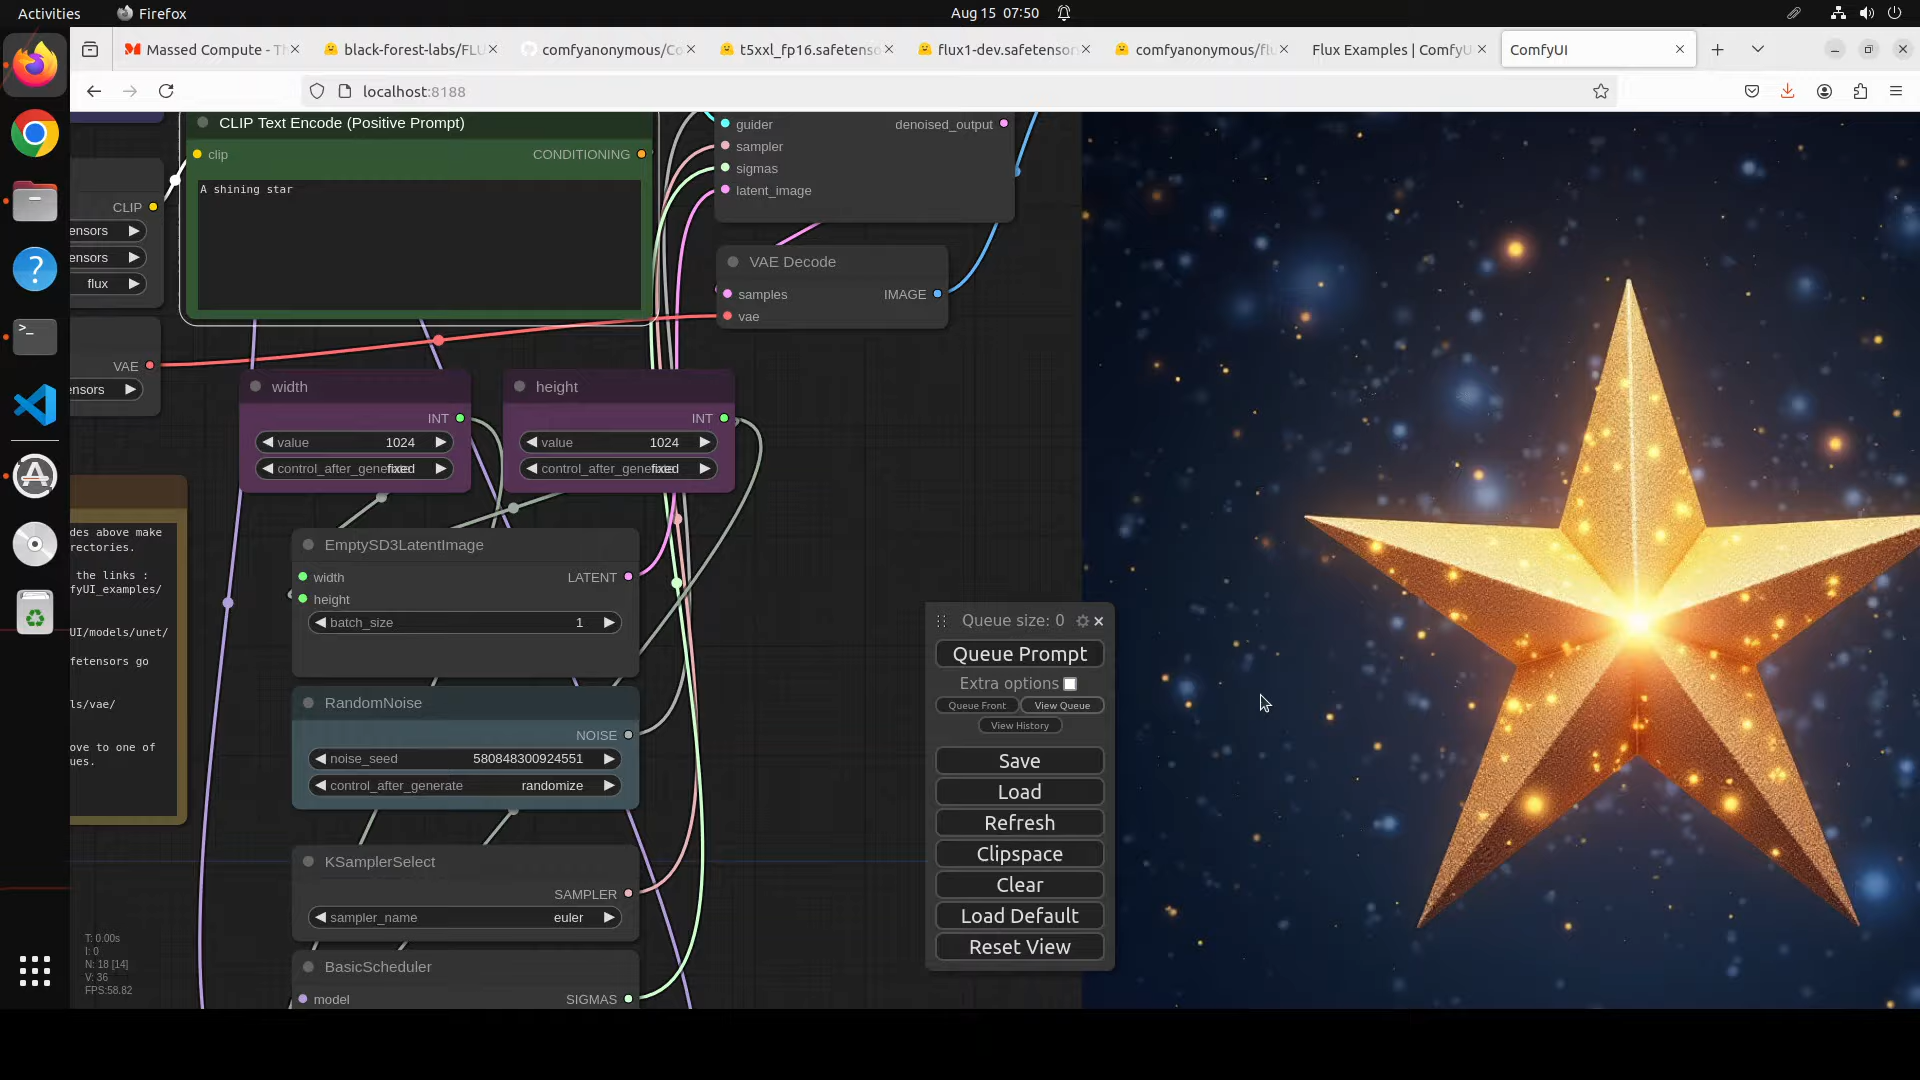 Activities
Firefox
Aug 15 07:50
Massed Compute - Th
black-forest-labs/FLU
comfyanonymous/Co
t5xxl_fp16.safetenso
flux1-dev.safetensor
comfyanonymous/flu
Flux Examples | ComfyU
ComfyUI
localhost:8188
CLIP Text Encode (Positive Prompt)
clip
CONDITIONING
A shining star
CLIP
ensors
ensors
flux
VAE
ensors
guider
denoised_output
sampler
sigmas
latent_image
VAE Decode
samples
IMAGE
vae
width
INT
value
1024
control_after_generate
fixed
height
INT
value
1024
control_after_generate
fixed
des above make
rectories.
the links :
fyUI_examples/
UI/models/unet/
fetensors go
ls/vae/
ove to one of
ues.
EmptySD3LatentImage
width
LATENT
height
batch_size
1
RandomNoise
NOISE
noise_seed
580848300924551
control_after_generate
randomize
KSamplerSelect
SAMPLER
sampler_name
euler
BasicScheduler
model
SIGMAS
Queue size: 0
Queue Prompt
Extra options
Queue Front
View Queue
View History
Save
Load
Refresh
Clipspace
Clear
Load Default
Reset View
T: 0.00s
I: 0
N: 18 [14]
V: 36
FPS:58.82